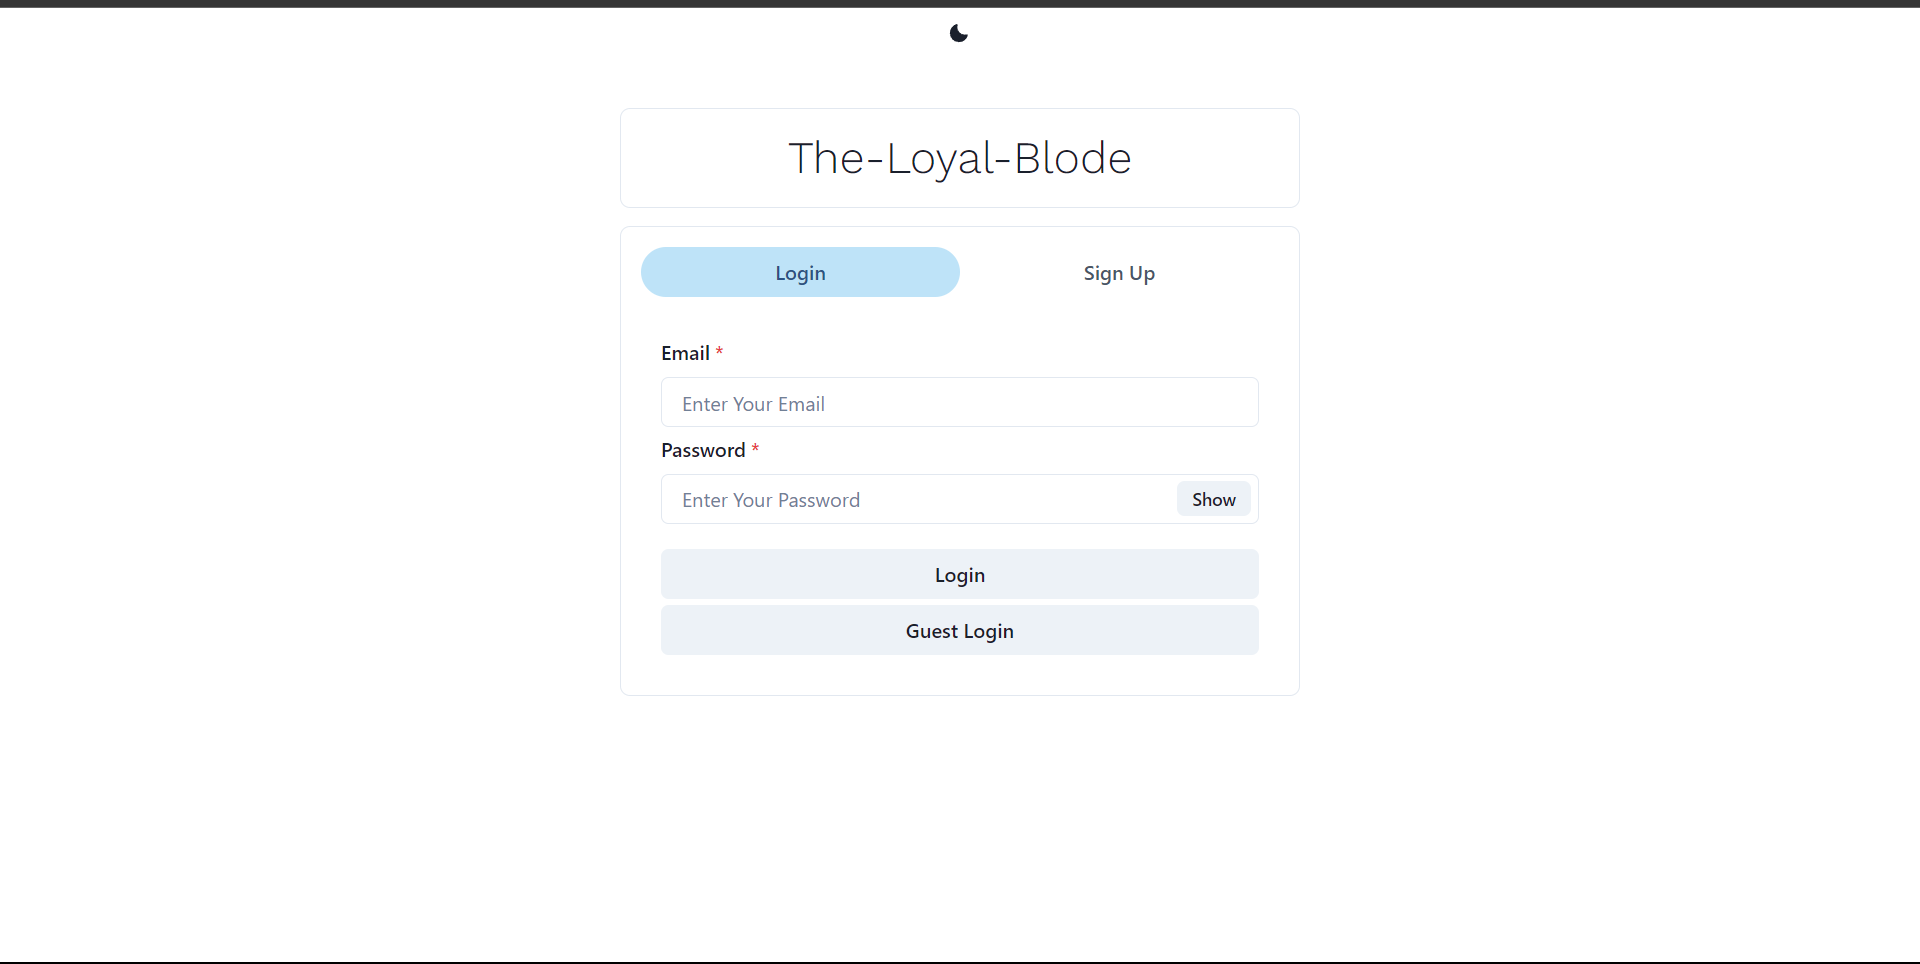 The-Loyal-Blode
Login
Sign Up
Email *
Enter Your Email
Password *
Enter Your Password
Show
Login
Guest Login